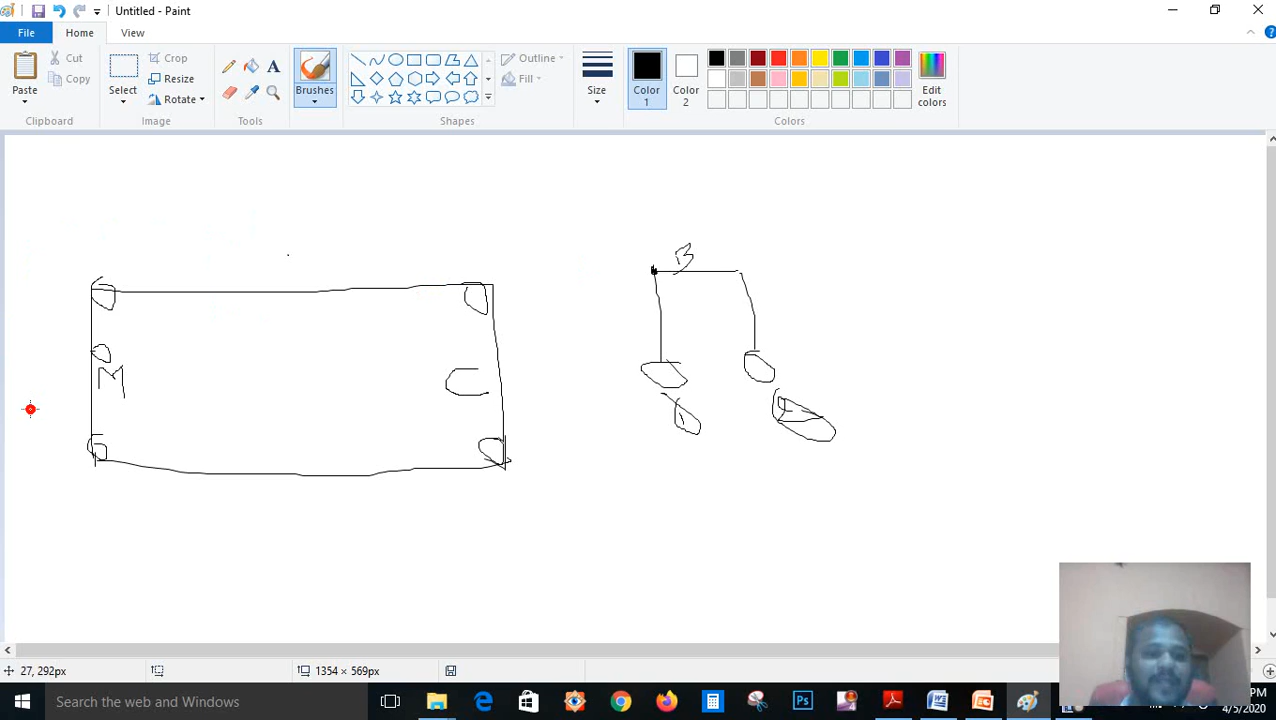 Untitled - Paint
File
Home
View
Paste
Cut
Copy
Clipboard
Select
Crop
Resize
Rotate
Image
Tools
Brushes
Shapes
Outline
Fill
Size
Color 1
Color 2
Edit colors
Colors
B
M
C
27, 292px
1354 × 569px
Search the web and Windows
PM
4/5/2020